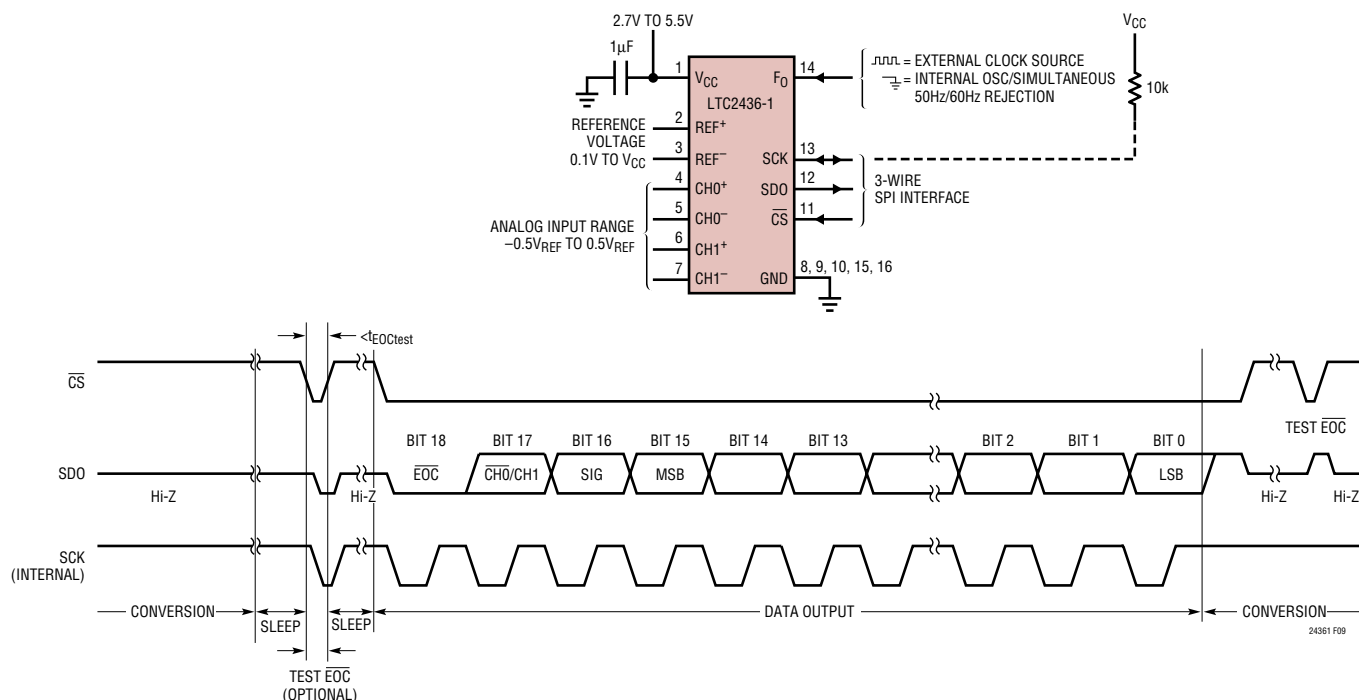 2.7V TO 5.5V
1µF
VCC
10k
1 VCC
LTC2436-1
FO 14
= EXTERNAL CLOCK SOURCE
= INTERNAL OSC/SIMULTANEOUS
50Hz/60Hz REJECTION
REFERENCE
VOLTAGE
0.1V TO VCC
2 REF+
3 REF–
4 CH0+
5 CH0–
6 CH1+
7 CH1–
ANALOG INPUT RANGE
–0.5VREF TO 0.5VREF
SCK 13
SDO 12
CS 11
3-WIRE
SPI INTERFACE
GND 8, 9, 10, 15, 16
<tEOCtest
CS
TEST EOC
BIT 18 BIT 17 BIT 16 BIT 15 BIT 14 BIT 13 BIT 2 BIT 1 BIT 0
SDO
EOC CH0/CH1 SIG MSB LSB
Hi-Z Hi-Z Hi-Z Hi-Z
SCK
(INTERNAL)
CONVERSION SLEEP SLEEP DATA OUTPUT CONVERSION
24361 F09
TEST EOC
(OPTIONAL)